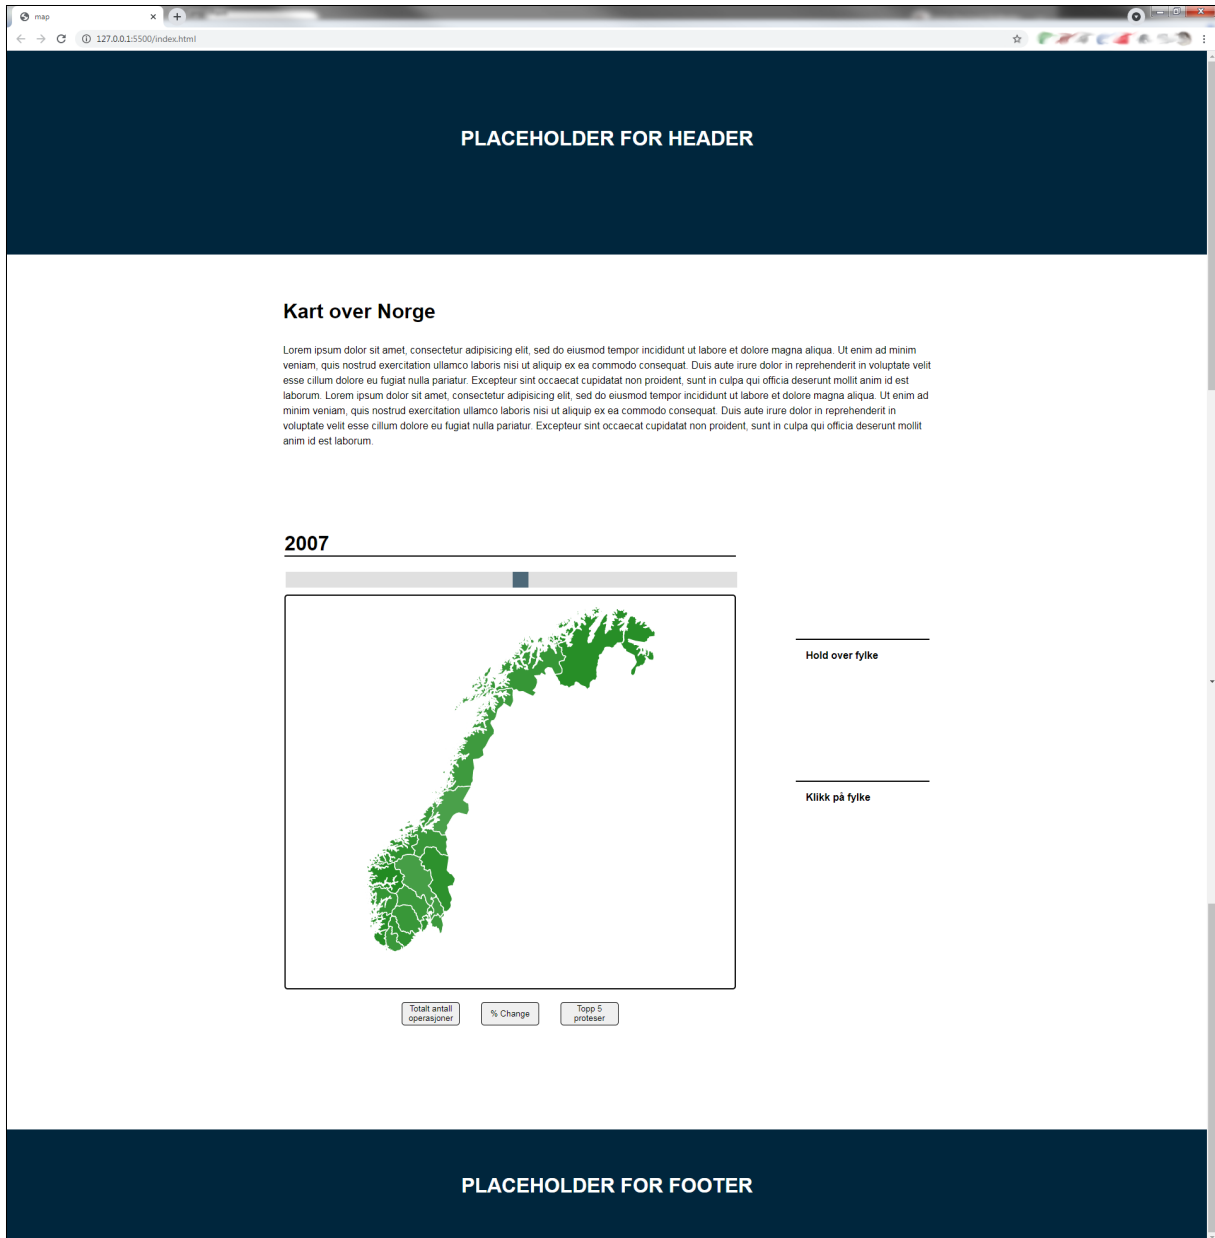 map
127.0.0.1:5500/index.html
PLACEHOLDER FOR HEADER
Kart over Norge
Lorem ipsum dolor sit amet, consectetur adipisicing elit, sed do eiusmod tempor incididunt ut labore et dolore magna aliqua. Ut enim ad minim
veniam, quis nostrud exercitation ullamco laboris nisi ut aliquip ex ea commodo consequat. Duis aute irure dolor in reprehenderit in voluptate velit
esse cillum dolore eu fugiat nulla pariatur. Excepteur sint occaecat cupidatat non proident, sunt in culpa qui officia deserunt mollit anim id est
laborum. Lorem ipsum dolor sit amet, consectetur adipisicing elit, sed do eiusmod tempor incididunt ut labore et dolore magna aliqua. Ut enim ad
minim veniam, quis nostrud exercitation ullamco laboris nisi ut aliquip ex ea commodo consequat. Duis aute irure dolor in reprehenderit in
voluptate velit esse cillum dolore eu fugiat nulla pariatur. Excepteur sint occaecat cupidatat non proident, sunt in culpa qui officia deserunt mollit
anim id est laborum.
2007
Hold over fylke
Klikk på fylke
Totalt antall
operasjoner
% Change
Topp 5
proteser
PLACEHOLDER FOR FOOTER